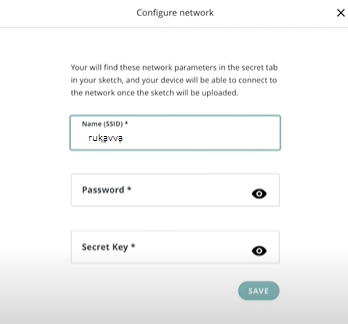 Configure network
Your will find these network parameters in the secret tab
in your sketch, and your device will be able to connect to
the network once the sketch will be uploaded.
Name (SSID) *
rukavva
Password *
Secret Key *
SAVE